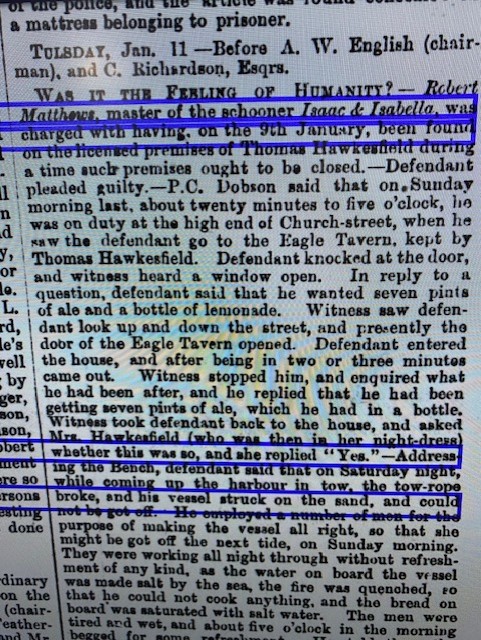 of the police, and the article was found
a mattress belonging to prisoner.
TUESDAY, Jan. 11 —Before A. W. English (chair-
man), and C. Richardson, Esqrs.
WAS IT THE FEELING OF HUMANITY?— Robert
Matthews, master of the schooner Isaac & Isabella, was
charged with having, on the 9th January, been found
on the licensed premises of Thomas Hawkesfield during
a time such premises ought to be closed.—Defendant
pleaded guilty.—P.C. Dobson said that on Sunday
morning last, about twenty minutes to five o'clock, he
was on duty at the high end of Church-street, when he
saw the defendant go to the Eagle Tavern, kept by
Thomas Hawkesfield. Defendant knocked at the door,
and witness heard a window open. In reply to a
question, defendant said that he wanted seven pints
of ale and a bottle of lemonade. Witness saw defen-
dant look up and down the street, and presently the
door of the Eagle Tavern opened. Defendant entered
the house, and after being in two or three minutes
came out. Witness stopped him, and enquired what
he had been after, and he replied that he had been
getting seven pints of ale, which he had in a bottle.
Witness took defendant back to the house, and asked
Mrs. Hawkesfield (who was then in her night-dress)
whether this was so, and she replied "Yes."—Address-
ing the Bench, defendant said that on Saturday night,
while coming up the harbour in tow, the tow-rope
broke, and his vessel struck on the sand, and could
not be got off. He employed a number of men for the
purpose of making the vessel all right, so that she
might be got off the next tide, on Sunday morning.
They were working all night through without refresh-
ment of any kind, as the water on board the vessel
was made salt by the sea, the fire was quenched, so
that he could not cook anything, and the bread on
board was saturated with salt water. The men were
tired and wet, and about five o'clock in the morning
begged for some refreshment.